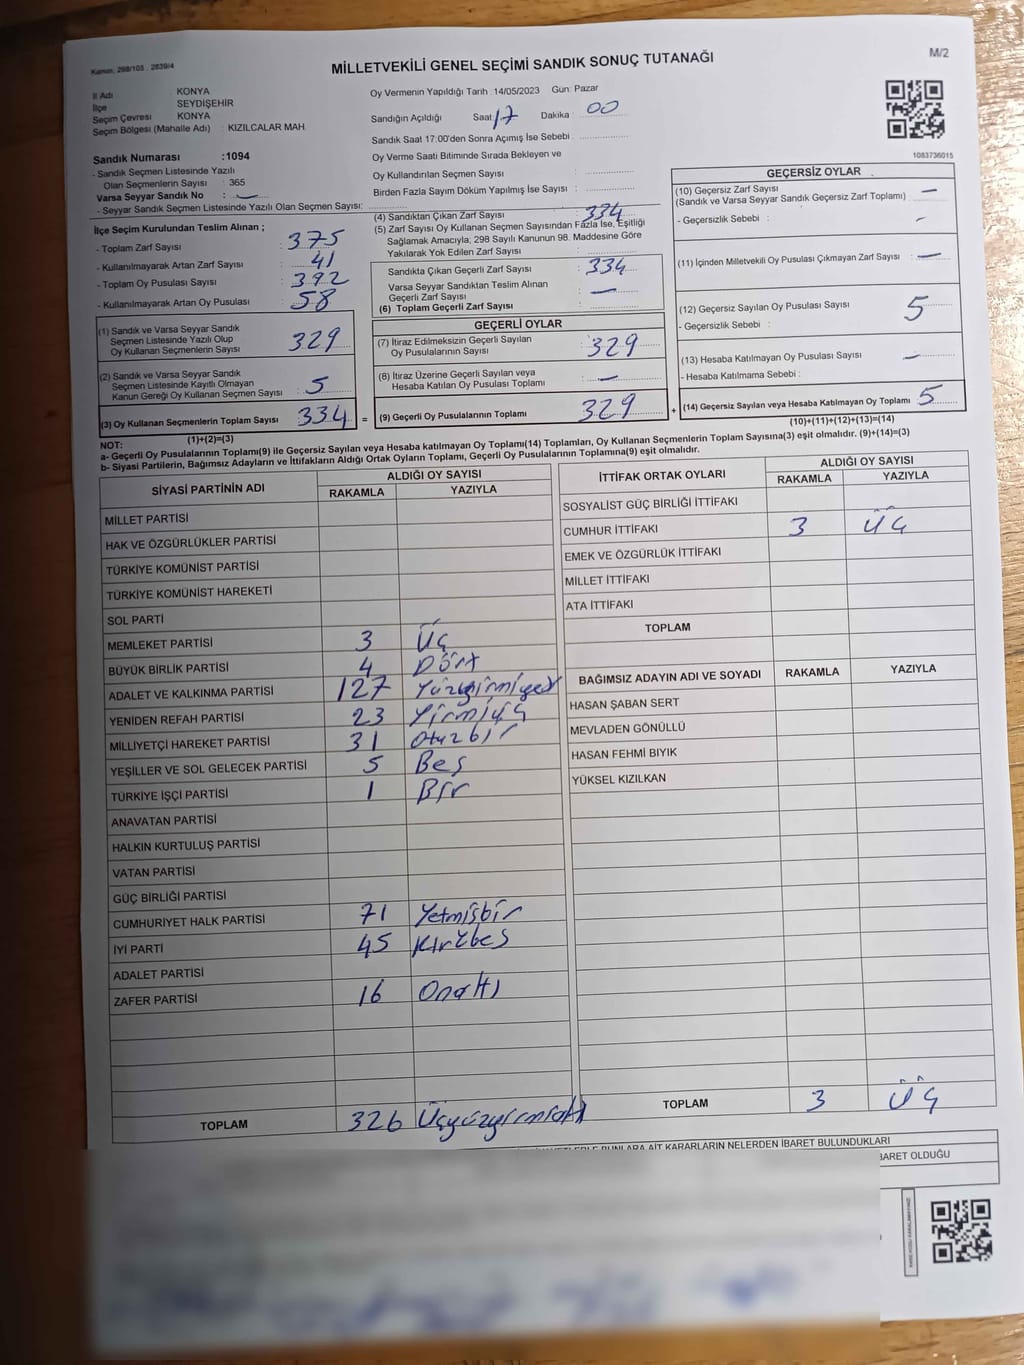 Kanun, 298/105 . 2839/4
MİLLETVEKİLİ GENEL SEÇİMİ SANDIK SONUÇ TUTANAĞI
M/2
İl Adı : KONYA
İlçe SEYDİŞEHİR
Seçim Çevresi KONYA
Seçim Bölgesi (Mahalle Adı) : KIZILCALAR MAH.
Sandık Numarası :1094
- Sandık Seçmen Listesinde Yazılı
Olan Seçmenlerin Sayısı : 365
Varsa Seyyar Sandık No : —
- Seyyar Sandık Seçmen Listesinde Yazılı Olan Seçmen Sayısı:
Oy Vermenin Yapıldığı Tarih :14/05/2023 Gün: Pazar
Sandığın Açıldığı Saat 17 Dakika : 00
Sandık Saat 17:00'den Sonra Açımış İse Sebebi :
Oy Verme Saati Bitiminde Sırada Bekleyen ve
Oy Kullandırılan Seçmen Sayısı :
Birden Fazla Sayım Döküm Yapılmış İse Sayısı :
1083736015
İlçe Seçim Kurulundan Teslim Alınan ;
- Toplam Zarf Sayısı : 375
- Kullanılmayarak Artan Zarf Sayısı : 41
- Toplam Oy Pusulası Sayısı : 392
- Kullanılmayarak Artan Oy Pusulası : 58
(4) Sandıktan Çıkan Zarf Sayısı : 334
(5) Zarf Sayısı Oy Kullanan Seçmen Sayısından Fazla İse, Eşitliği
Sağlamak Amacıyla; 298 Sayılı Kanunun 98. Maddesine Göre
Yakılarak Yok Edilen Zarf Sayısı :
Sandıkta Çıkan Geçerli Zarf Sayısı : 334
Varsa Seyyar Sandıktan Teslim Alınan
Geçerli Zarf Sayısı : —
(6) Toplam Geçerli Zarf Sayısı :
GEÇERSİZ OYLAR
(10) Geçersiz Zarf Sayısı —
(Sandık ve Varsa Seyyar Sandık Geçersiz Zarf Toplamı) :
- Geçersizlik Sebebi : —
(11) İçinden Milletvekili Oy Pusulası Çıkmayan Zarf Sayısı : —
(12) Geçersiz Sayılan Oy Pusulası Sayısı : 5
- Geçersizlik Sebebi :
(13) Hesaba Katılmayan Oy Pusulası Sayısı : —
- Hesaba Katılmama Sebebi :
(14) Geçersiz Sayılan veya Hesaba Katılmayan Oy Toplamı : 5
(10)+(11)+(12)+(13)=(14)
(1) Sandık ve Varsa Seyyar Sandık
Seçmen Listesinde Yazılı Olup
Oy Kullanan Seçmenlerin Sayısı : 329
(2) Sandık ve Varsa Seyyar Sandık
Seçmen Listesinde Kayıtlı Olmayan
Kanun Gereği Oy Kullanan Seçmen Sayısı : 5
(3) Oy Kullanan Seçmenlerin Toplam Sayısı : 334 =
(1)+(2)=(3)
GEÇERLİ OYLAR
(7) İtiraz Edilmeksizin Geçerli Sayılan
Oy Pusulalarının Sayısı : 329
(8) İtiraz Üzerine Geçerli Sayılan veya
Hesaba Katılan Oy Pusulası Toplamı : —
(9) Geçerli Oy Pusulalarının Toplamı : 329 +
NOT:
a- Geçerli Oy Pusulalarının Toplamı(9) ile Geçersiz Sayılan veya Hesaba katılmayan Oy Toplamı(14) Toplamları, Oy Kullanan Seçmenlerin Toplam Sayısına(3) eşit olmalıdır. (9)+(14)=(3)
b- Siyasi Partilerin, Bağımsız Adayların ve İttifakların Aldığı Ortak Oyların Toplamı, Geçerli Oy Pusulalarının Toplamına(9) eşit olmalıdır.
SİYASİ PARTİNİN ADI ALDIĞI OY SAYISI
RAKAMLA YAZIYLA
MİLLET PARTİSİ
HAK VE ÖZGÜRLÜKLER PARTİSİ
TÜRKİYE KOMÜNİST PARTİSİ
TÜRKİYE KOMÜNİST HAREKETİ
SOL PARTİ
MEMLEKET PARTİSİ 3 Üç
BÜYÜK BİRLİK PARTİSİ 4 Dört
ADALET VE KALKINMA PARTİSİ 127 Yüzyirmiyedi
YENİDEN REFAH PARTİSİ 23 Yirmiüç
MİLLİYETÇİ HAREKET PARTİSİ 31 Otuzbir
YEŞİLLER VE SOL GELECEK PARTİSİ 5 Beş
TÜRKİYE İŞÇİ PARTİSİ 1 Bir
ANAVATAN PARTİSİ
HALKIN KURTULUŞ PARTİSİ
VATAN PARTİSİ
GÜÇ BİRLİĞİ PARTİSİ
CUMHURİYET HALK PARTİSİ 71 Yetmişbir
İYİ PARTİ 45 Kırkbeş
ADALET PARTİSİ
ZAFER PARTİSİ 16 Onaltı
TOPLAM 326 Üçyüzyirmialtı
İTTİFAK ORTAK OYLARI ALDIĞI OY SAYISI
RAKAMLA YAZIYLA
SOSYALİST GÜÇ BİRLİĞİ İTTİFAKI
CUMHUR İTTİFAKI 3 ÜÇ
EMEK VE ÖZGÜRLÜK İTTİFAKI
MİLLET İTTİFAKI
ATA İTTİFAKI
TOPLAM
BAĞIMSIZ ADAYIN ADI VE SOYADI RAKAMLA YAZIYLA
HASAN ŞABAN SERT
MEVLADEN GÖNÜLLÜ
HASAN FEHMİ BIYIK
YÜKSEL KIZILKAN
TOPLAM 3 ÜÇ
BUNLARA AİT KARARLARIN NELERDEN İBARET BULUNDUKLARI
İBARET OLDUĞU